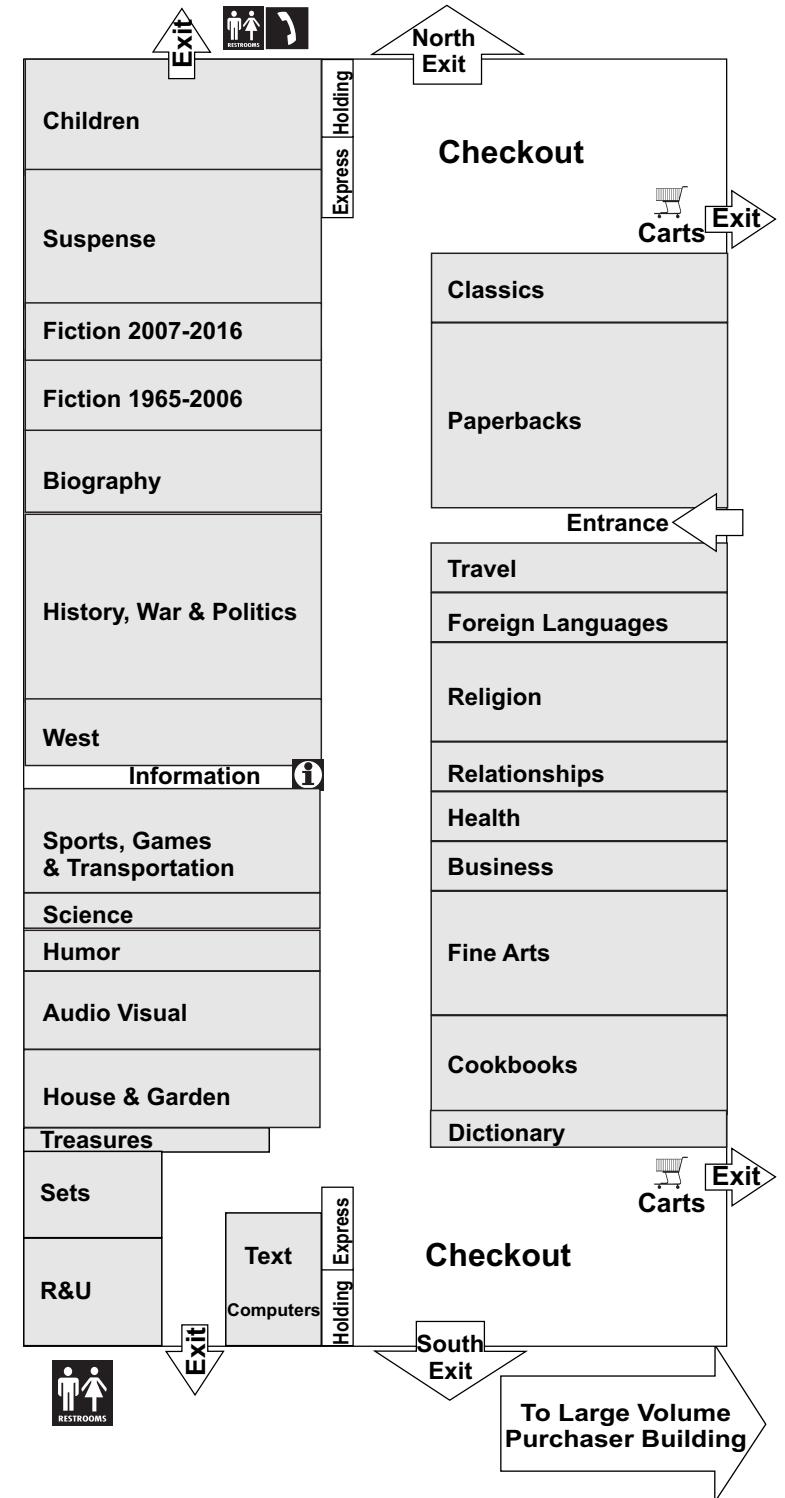 Exit
RESTROOMS
North
Exit
Children
Holding
Express
Checkout
Carts
Exit
Suspense
Fiction 2007-2016
Fiction 1965-2006
Biography
History, War & Politics
West
Information
i
Sports, Games
& Transportation
Science
Humor
Audio Visual
House & Garden
Treasures
Sets
R&U
Text
Computers
Express
Holding
Classics
Paperbacks
Entrance
Travel
Foreign Languages
Religion
Relationships
Health
Business
Fine Arts
Cookbooks
Dictionary
Carts
Exit
Checkout
Exit
RESTROOMS
South
Exit
To Large Volume
Purchaser Building